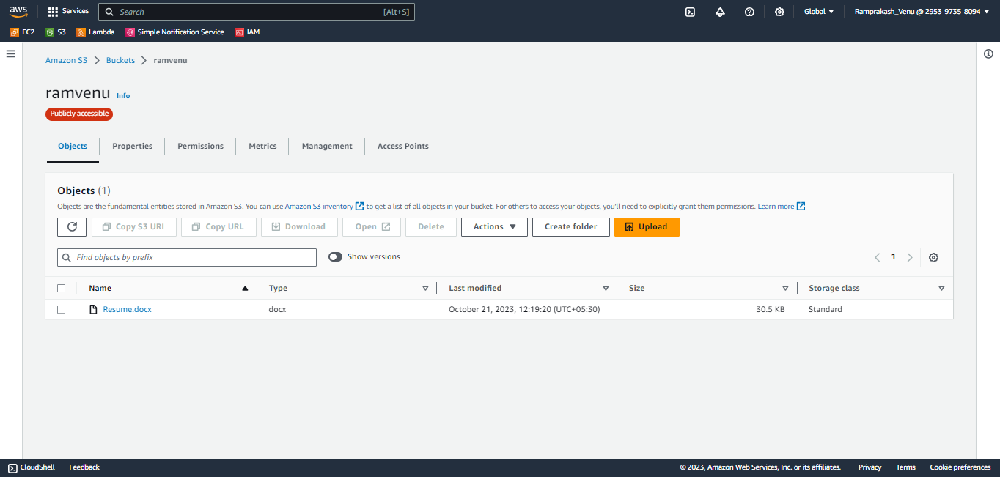 aws Services Search [Alt+S] Global Ramprakash_Venu @ 2953-9735-8094
EC2 S3 Lambda Simple Notification Service IAM
Amazon S3 Buckets ramvenu
ramvenu Info
Publicly accessible
Objects Properties Permissions Metrics Management Access Points
Objects (1)
Objects are the fundamental entities stored in Amazon S3. You can use Amazon S3 inventory to get a list of all objects in your bucket. For others to access your objects, you'll need to explicitly grant them permissions. Learn more
Copy S3 URI Copy URL Download Open Delete Actions Create folder Upload
Find objects by prefix Show versions 1
Name Type Last modified Size Storage class
Resume.docx docx October 21, 2023, 12:19:20 (UTC+05:30) 30.5 KB Standard
CloudShell Feedback © 2023, Amazon Web Services, Inc. or its affiliates. Privacy Terms Cookie preferences